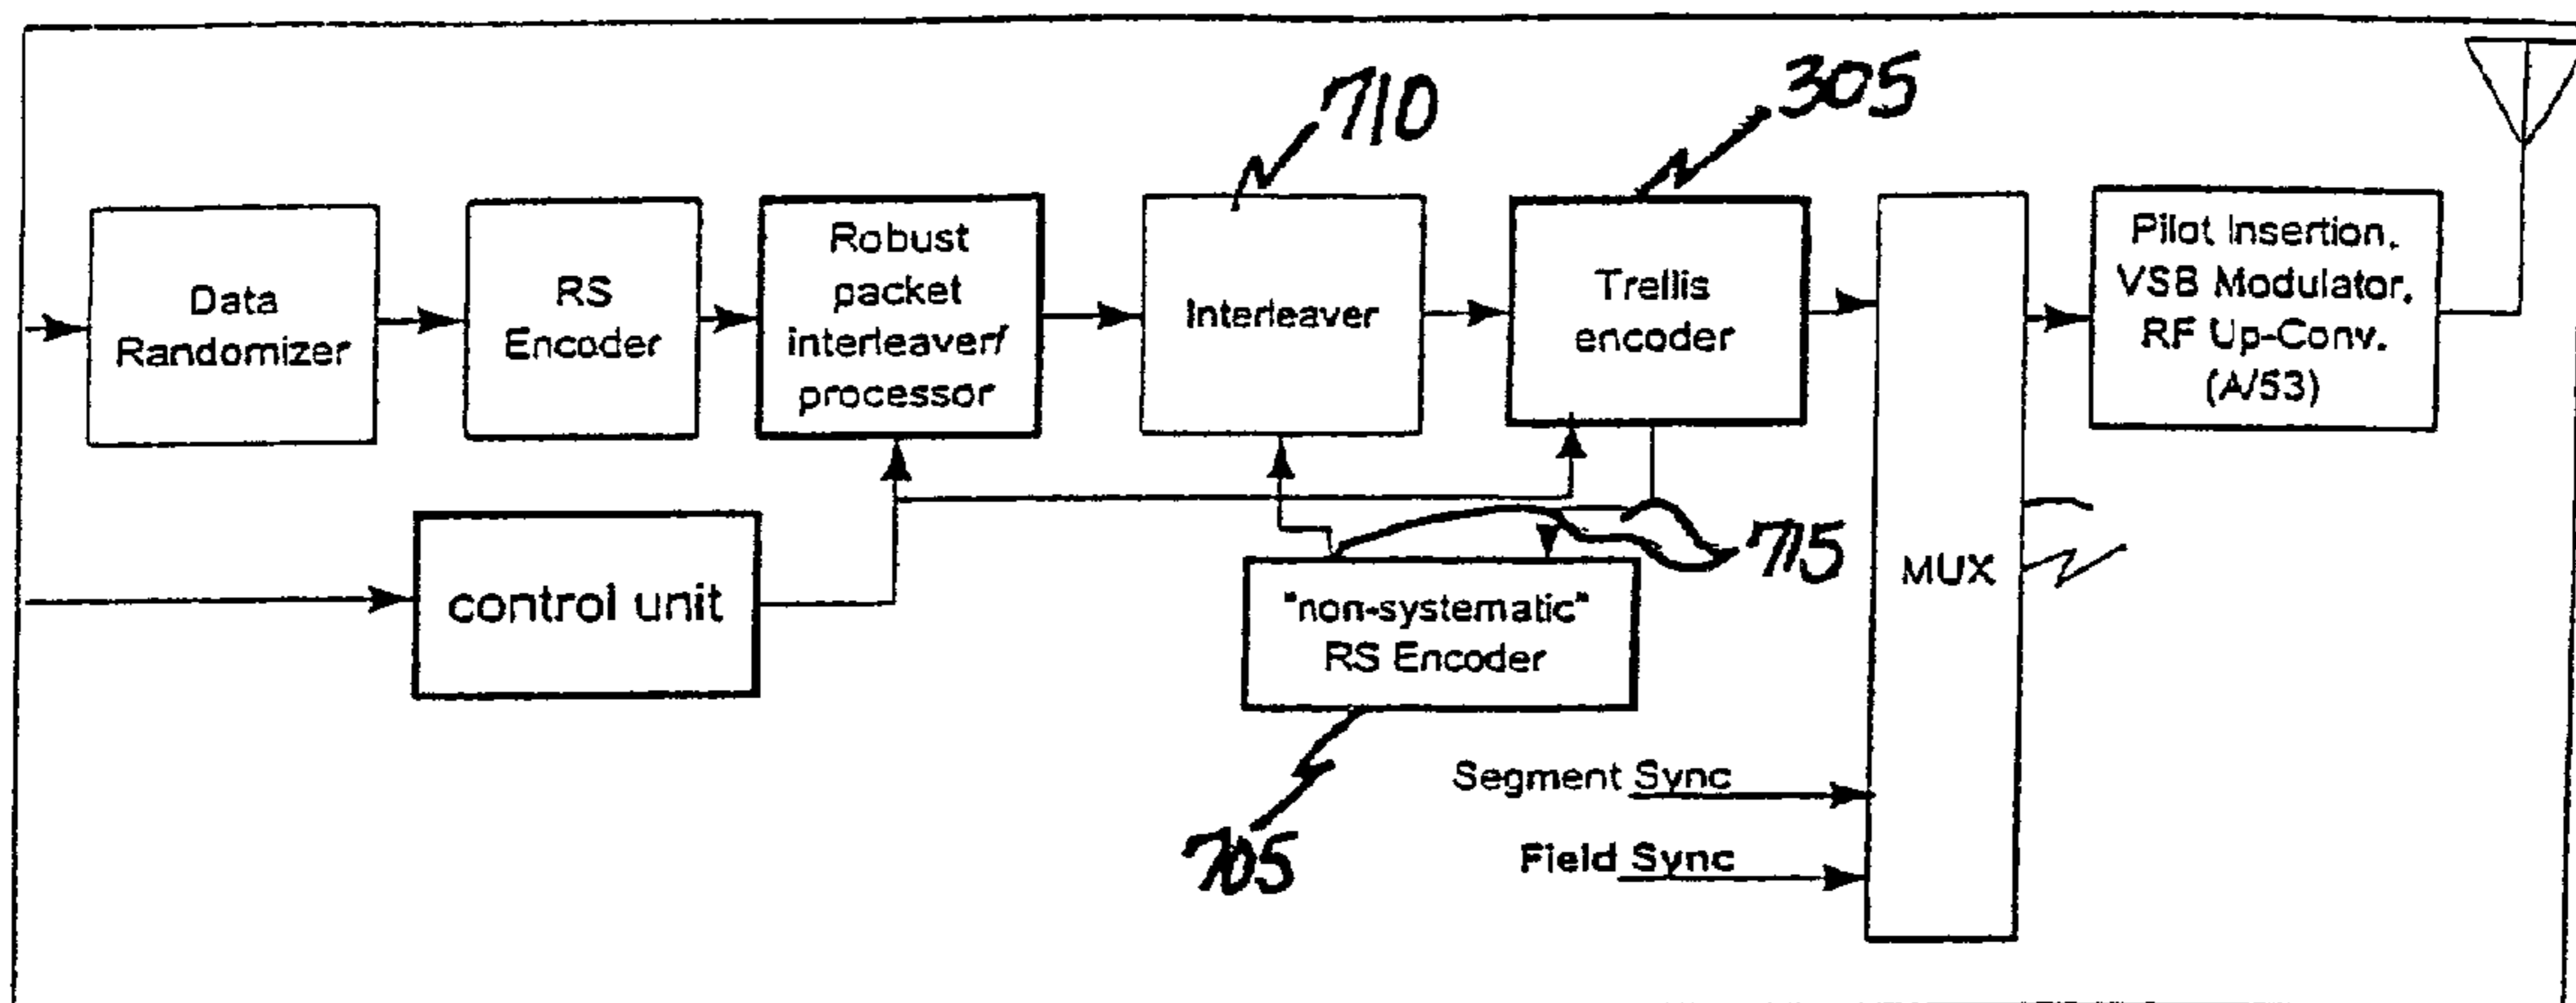 710
305
Data
Randomizer
RS
Encoder
Robust
packet
interleaver/
processor
Interleaver
Trellis
encoder
Pilot Insertion,
VSB Modulator,
RF Up-Conv.
(A/53)
control unit
715
MUX
"non-systematic"
RS Encoder
Segment Sync
705
Field Sync